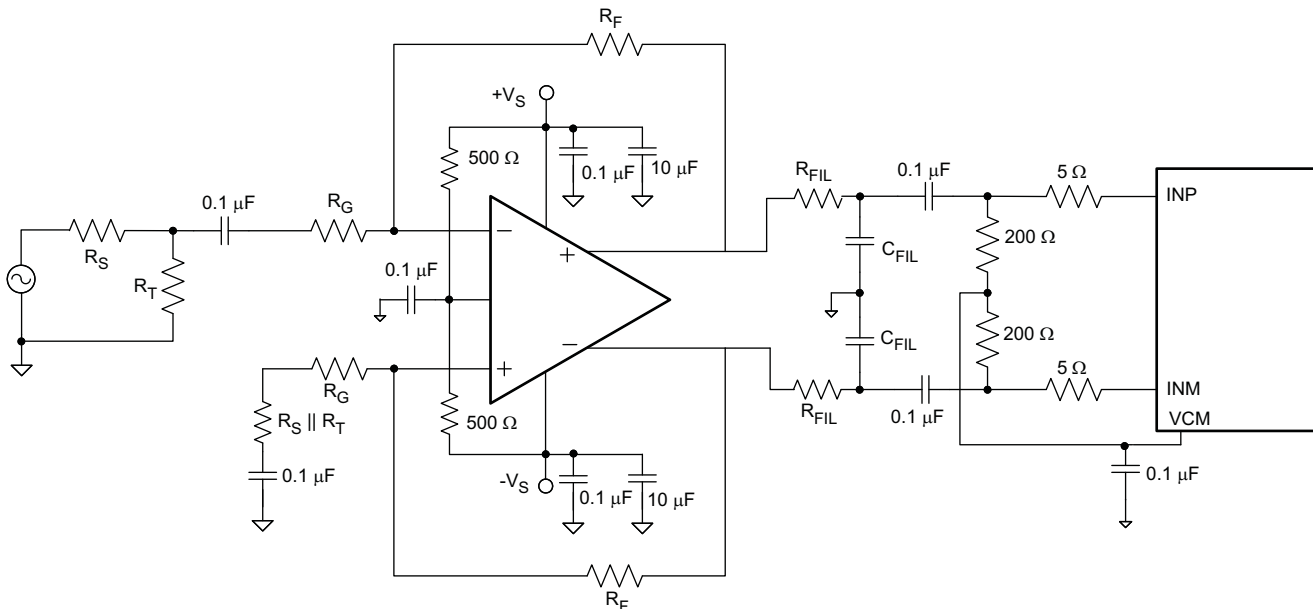 R_F
+V_S
500 Ω
0.1 μF
10 μF
R_FIL
0.1 μF
5 Ω
INP
0.1 μF
R_G
−
+
200 Ω
C_FIL
R_S
R_T
0.1 μF
C_FIL
200 Ω
−
+
R_G
5 Ω
INM
R_FIL
0.1 μF
VCM
R_S || R_T
500 Ω
0.1 μF
-V_S
0.1 μF
10 μF
0.1 μF
R_F